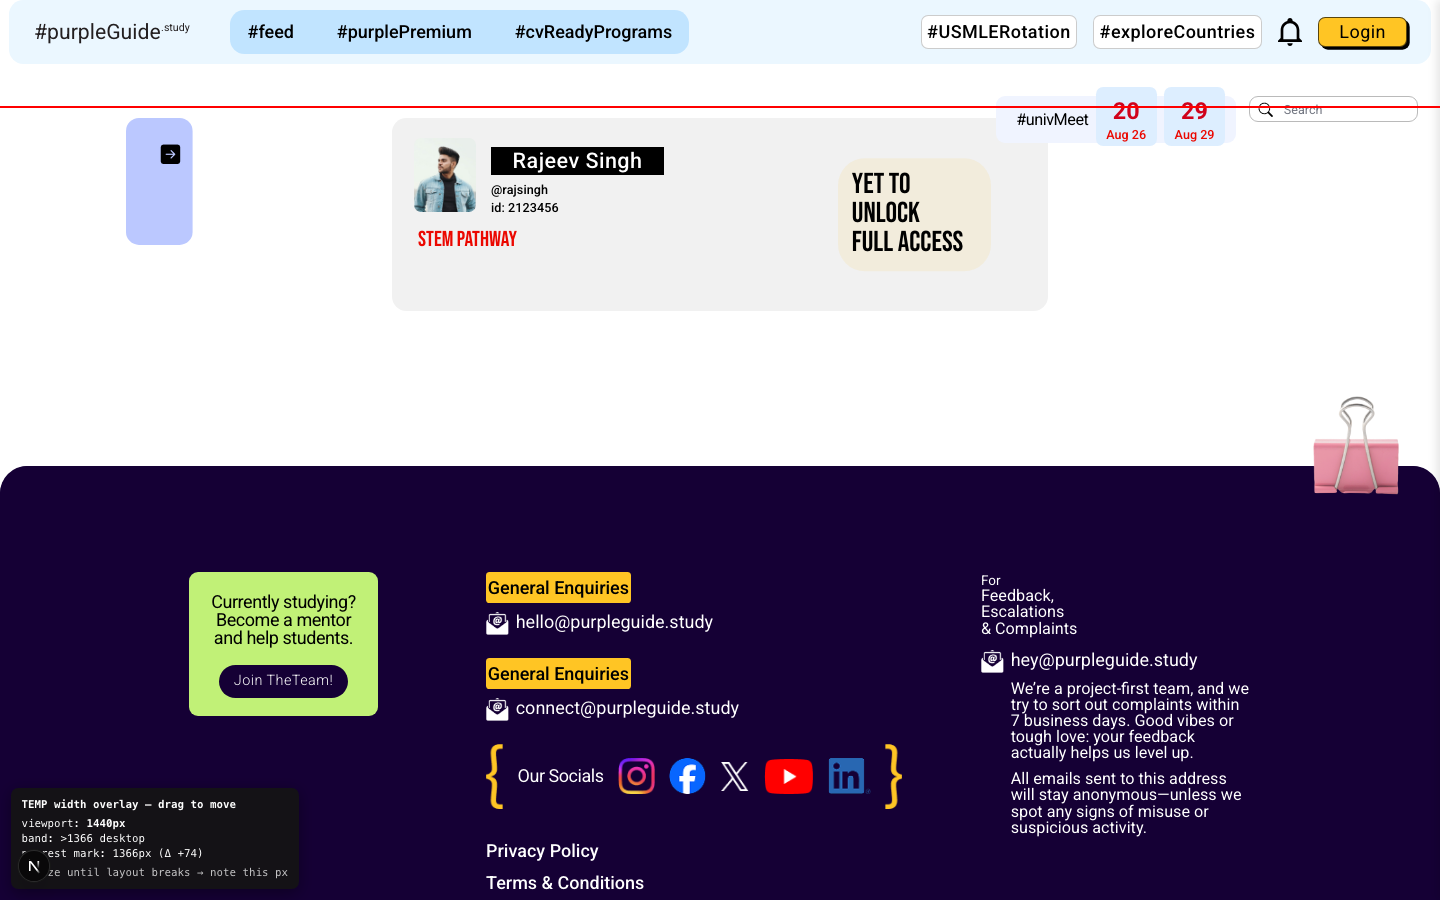 #purpleGuide.study
#feed
#purplePremium
#cvReadyPrograms
#USMLERotation
#exploreCountries
Login
#univMeet
20
Aug 26
29
Aug 29
Search
Rajeev Singh
@rajsingh
id: 2123456
STEM PATHWAY
YET TO
UNLOCK
FULL ACCESS
Currently studying?
Become a mentor
and help students.
Join TheTeam!
General Enquiries
hello@purpleguide.study
General Enquiries
connect@purpleguide.study
{ Our Socials }
Privacy Policy
Terms & Conditions
For
Feedback,
Escalations
& Complaints
hey@purpleguide.study
We’re a project-first team, and we
try to sort out complaints within
7 business days. Good vibes or
tough love: your feedback
actually helps us level up.
All emails sent to this address
will stay anonymous—unless we
spot any signs of misuse or
suspicious activity.
TEMP width overlay — drag to move
viewport: 1440px
band: >1366 desktop
mark: 1366px (Δ +74)
until layout breaks → note this px